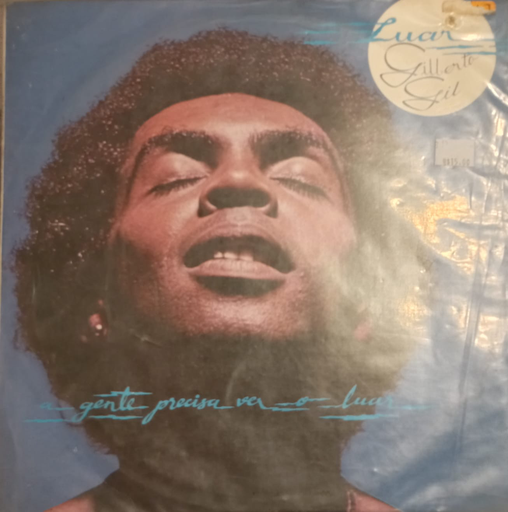 Luar
Gilberto
Gil
a gente precisa ver o luar